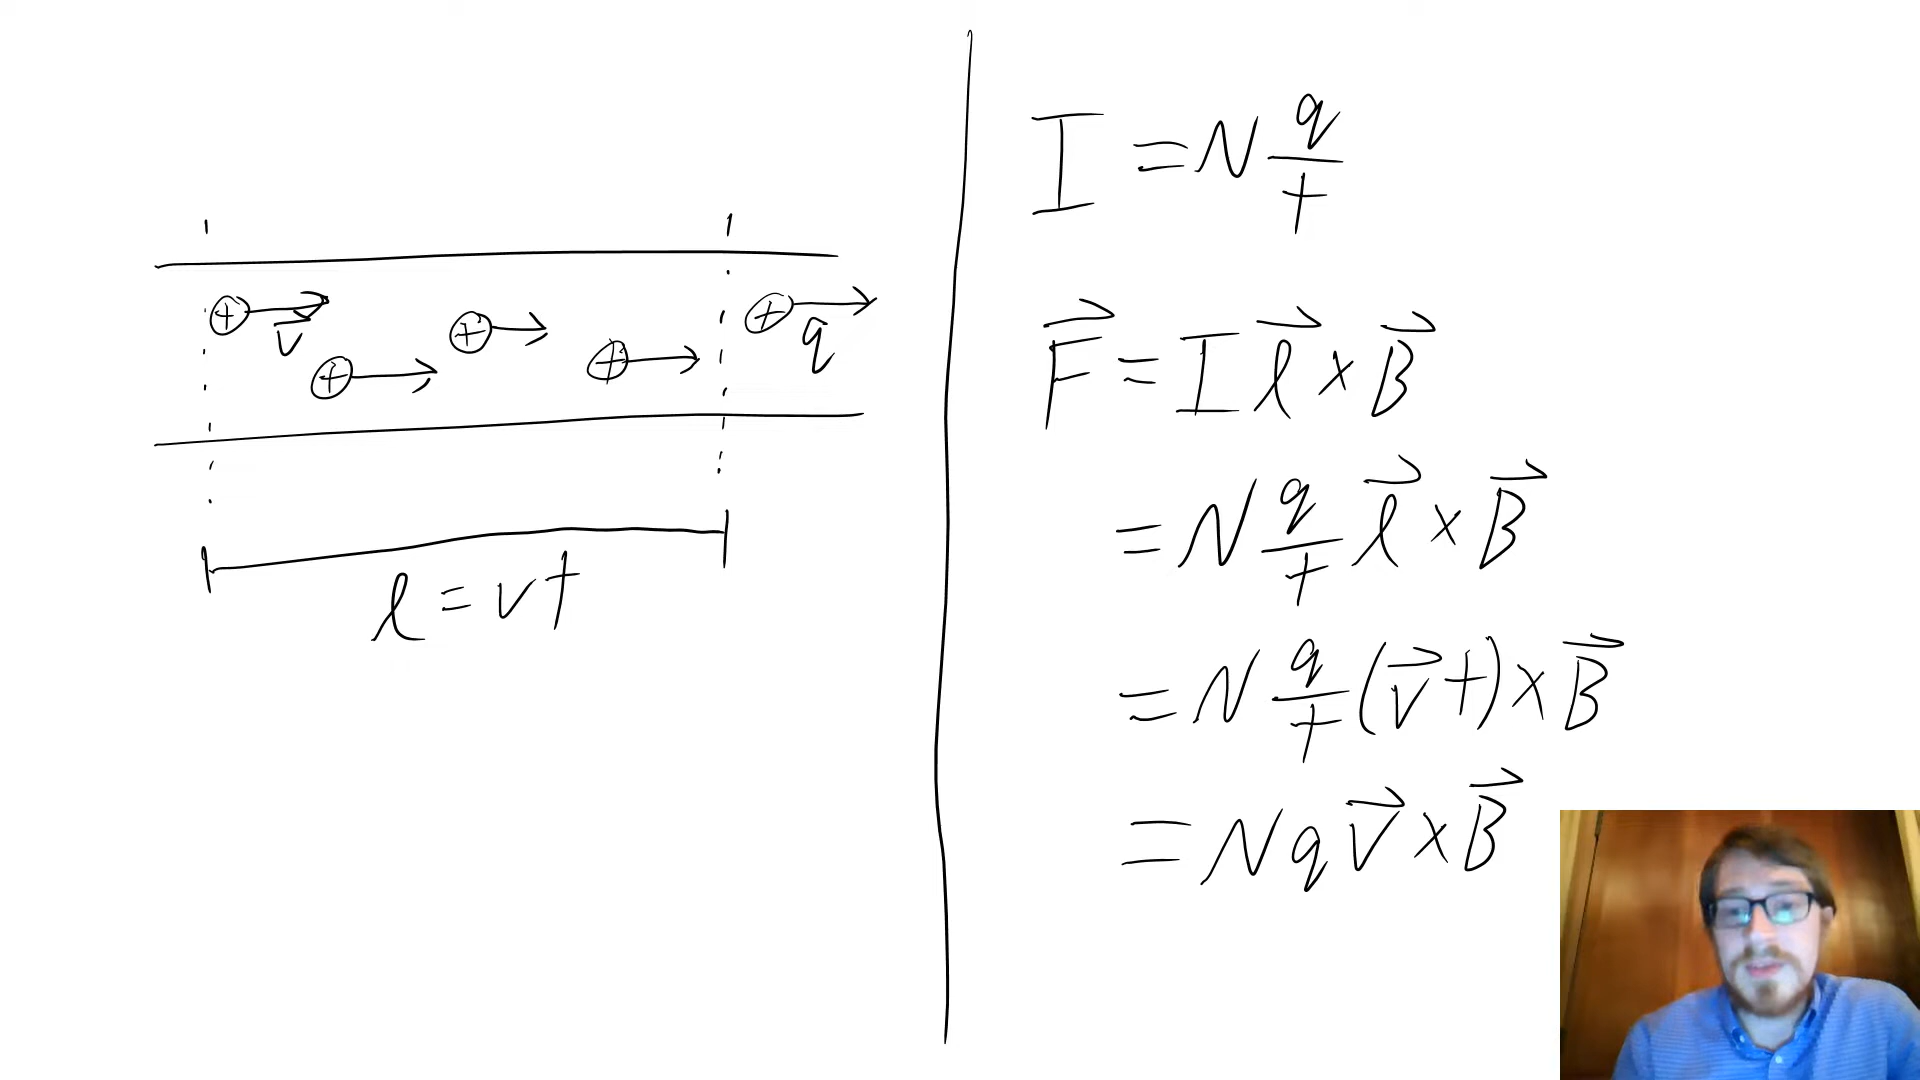 v⃗
q
l = vt
I = N q/t
F⃗ = I l⃗ × B⃗
= N q/t l⃗ × B⃗
= N q/t (v⃗ t) × B⃗
= N q v⃗ × B⃗